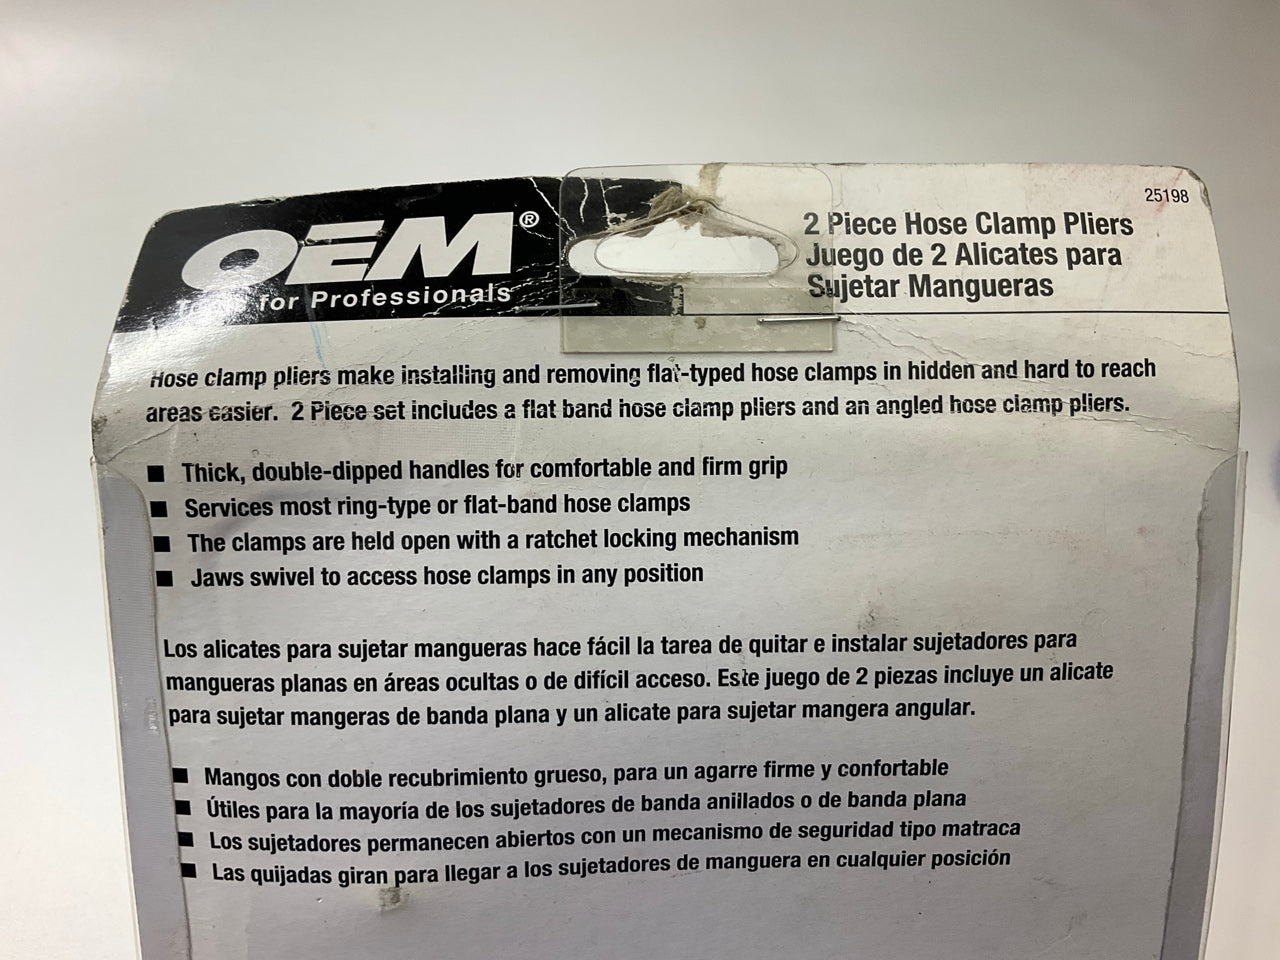 OEM®
for Professionals
25198
2 Piece Hose Clamp Pliers
Juego de 2 Alicates para
Sujetar Mangueras
Hose clamp pliers make installing and removing flat-typed hose clamps in hidden and hard to reach
areas easier. 2 Piece set includes a flat band hose clamp pliers and an angled hose clamp pliers.
■ Thick, double-dipped handles for comfortable and firm grip
■ Services most ring-type or flat-band hose clamps
■ The clamps are held open with a ratchet locking mechanism
■ Jaws swivel to access hose clamps in any position
Los alicates para sujetar mangueras hace fácil la tarea de quitar e instalar sujetadores para
mangueras planas en áreas ocultas o de difícil acceso. Este juego de 2 piezas incluye un alicate
para sujetar mangeras de banda plana y un alicate para sujetar mangera angular.
■ Mangos con doble recubrimiento grueso, para un agarre firme y confortable
■ Útiles para la mayoría de los sujetadores de banda anillados o de banda plana
■ Los sujetadores permanecen abiertos con un mecanismo de seguridad tipo matraca
■ Las quijadas giran para llegar a los sujetadores de manguera en cualquier posición